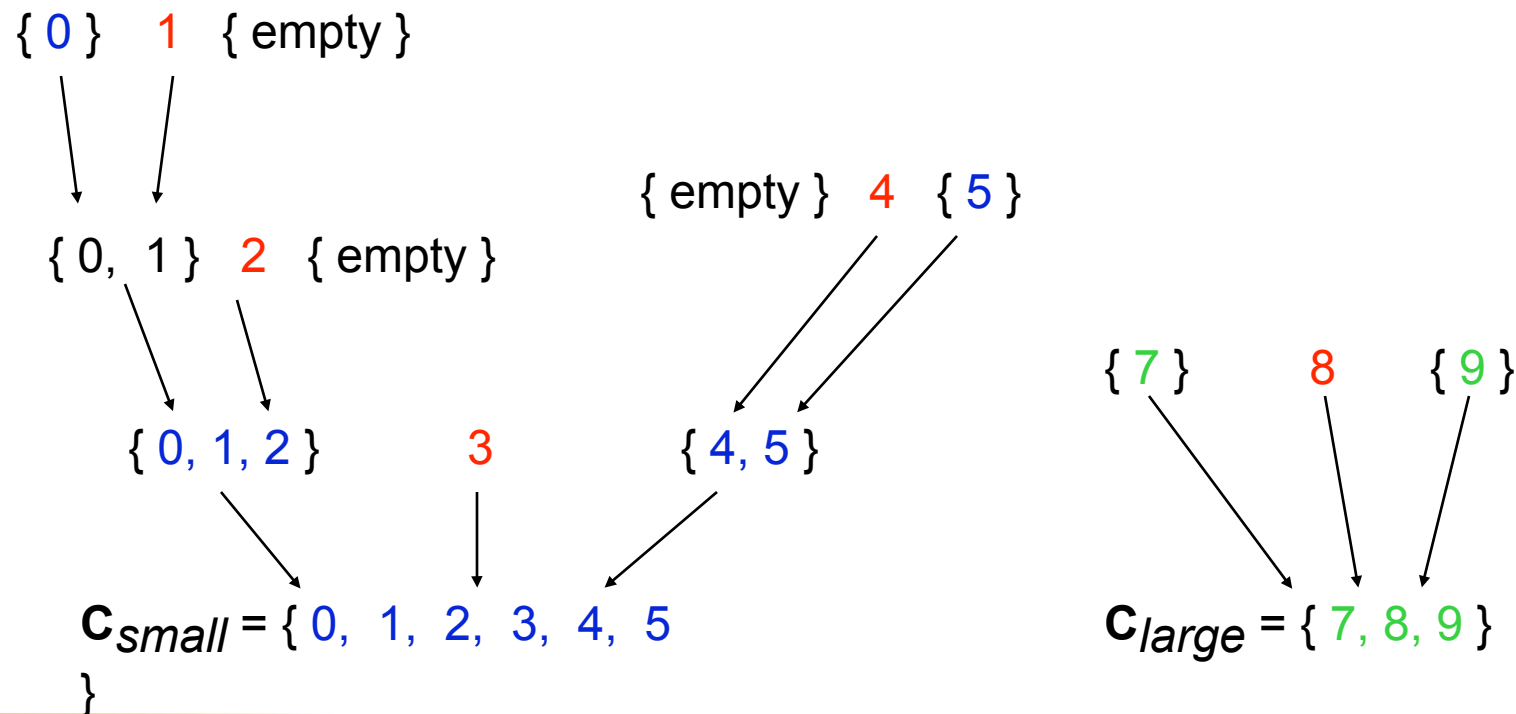 { 0 } 1 { empty }
{ empty } 4 { 5 }
{ 0, 1 } 2 { empty }
{ 7 } 8 { 9 }
{ 0, 1, 2 } 3 { 4, 5 }
Csmall = { 0, 1, 2, 3, 4, 5
}
Clarge = { 7, 8, 9 }